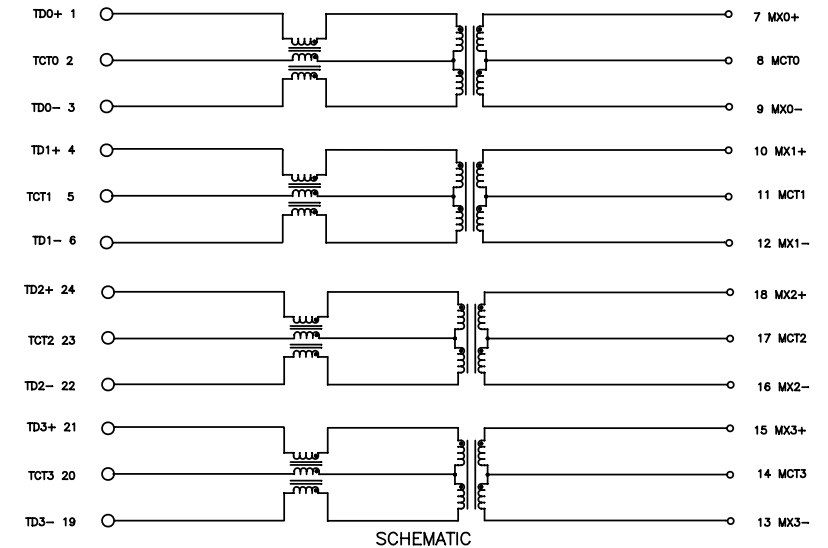 TD0+ 1
7 MX0+
TCT0 2
8 MCT0
TD0- 3
9 MX0-
TD1+ 4
10 MX1+
TCT1 5
11 MCT1
TD1- 6
12 MX1-
TD2+ 24
18 MX2+
TCT2 23
17 MCT2
TD2- 22
16 MX2-
TD3+ 21
15 MX3+
TCT3 20
14 MCT3
TD3- 19
13 MX3-
SCHEMATIC